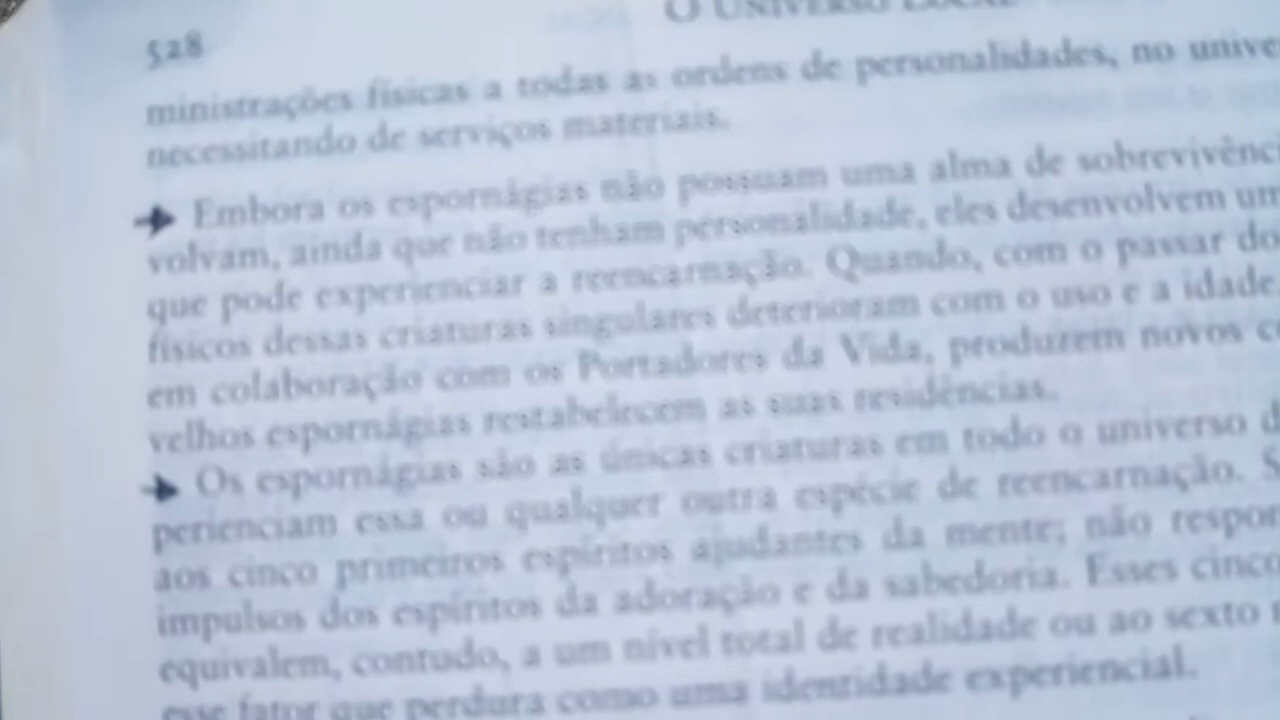 528
O UNIVERSO LOCAL
ministrações físicas a todas as ordens de personalidades, no unive
necessitando de serviços materiais.
Embora os espornágias não possuam uma alma de sobrevivênc
volvam, ainda que não tenham personalidade, eles desenvolvem um
que pode experienciar a reencarnação. Quando, com o passar do
físicos dessas criaturas singulares deterioram com o uso e a idade
em colaboração com os Portadores da Vida, produzem novos c
velhos espornágias restabelecem as suas residências.
Os espornágias são as únicas criaturas em todo o universo d
perienciam essa ou qualquer outra espécie de reencarnação. S
aos cinco primeiros espíritos ajudantes da mente; não respon
impulsos dos espíritos da adoração e da sabedoria. Esses cinco
equivalem, contudo, a um nível total de realidade ou ao sexto
esse fator que perdura como uma identidade experiencial.